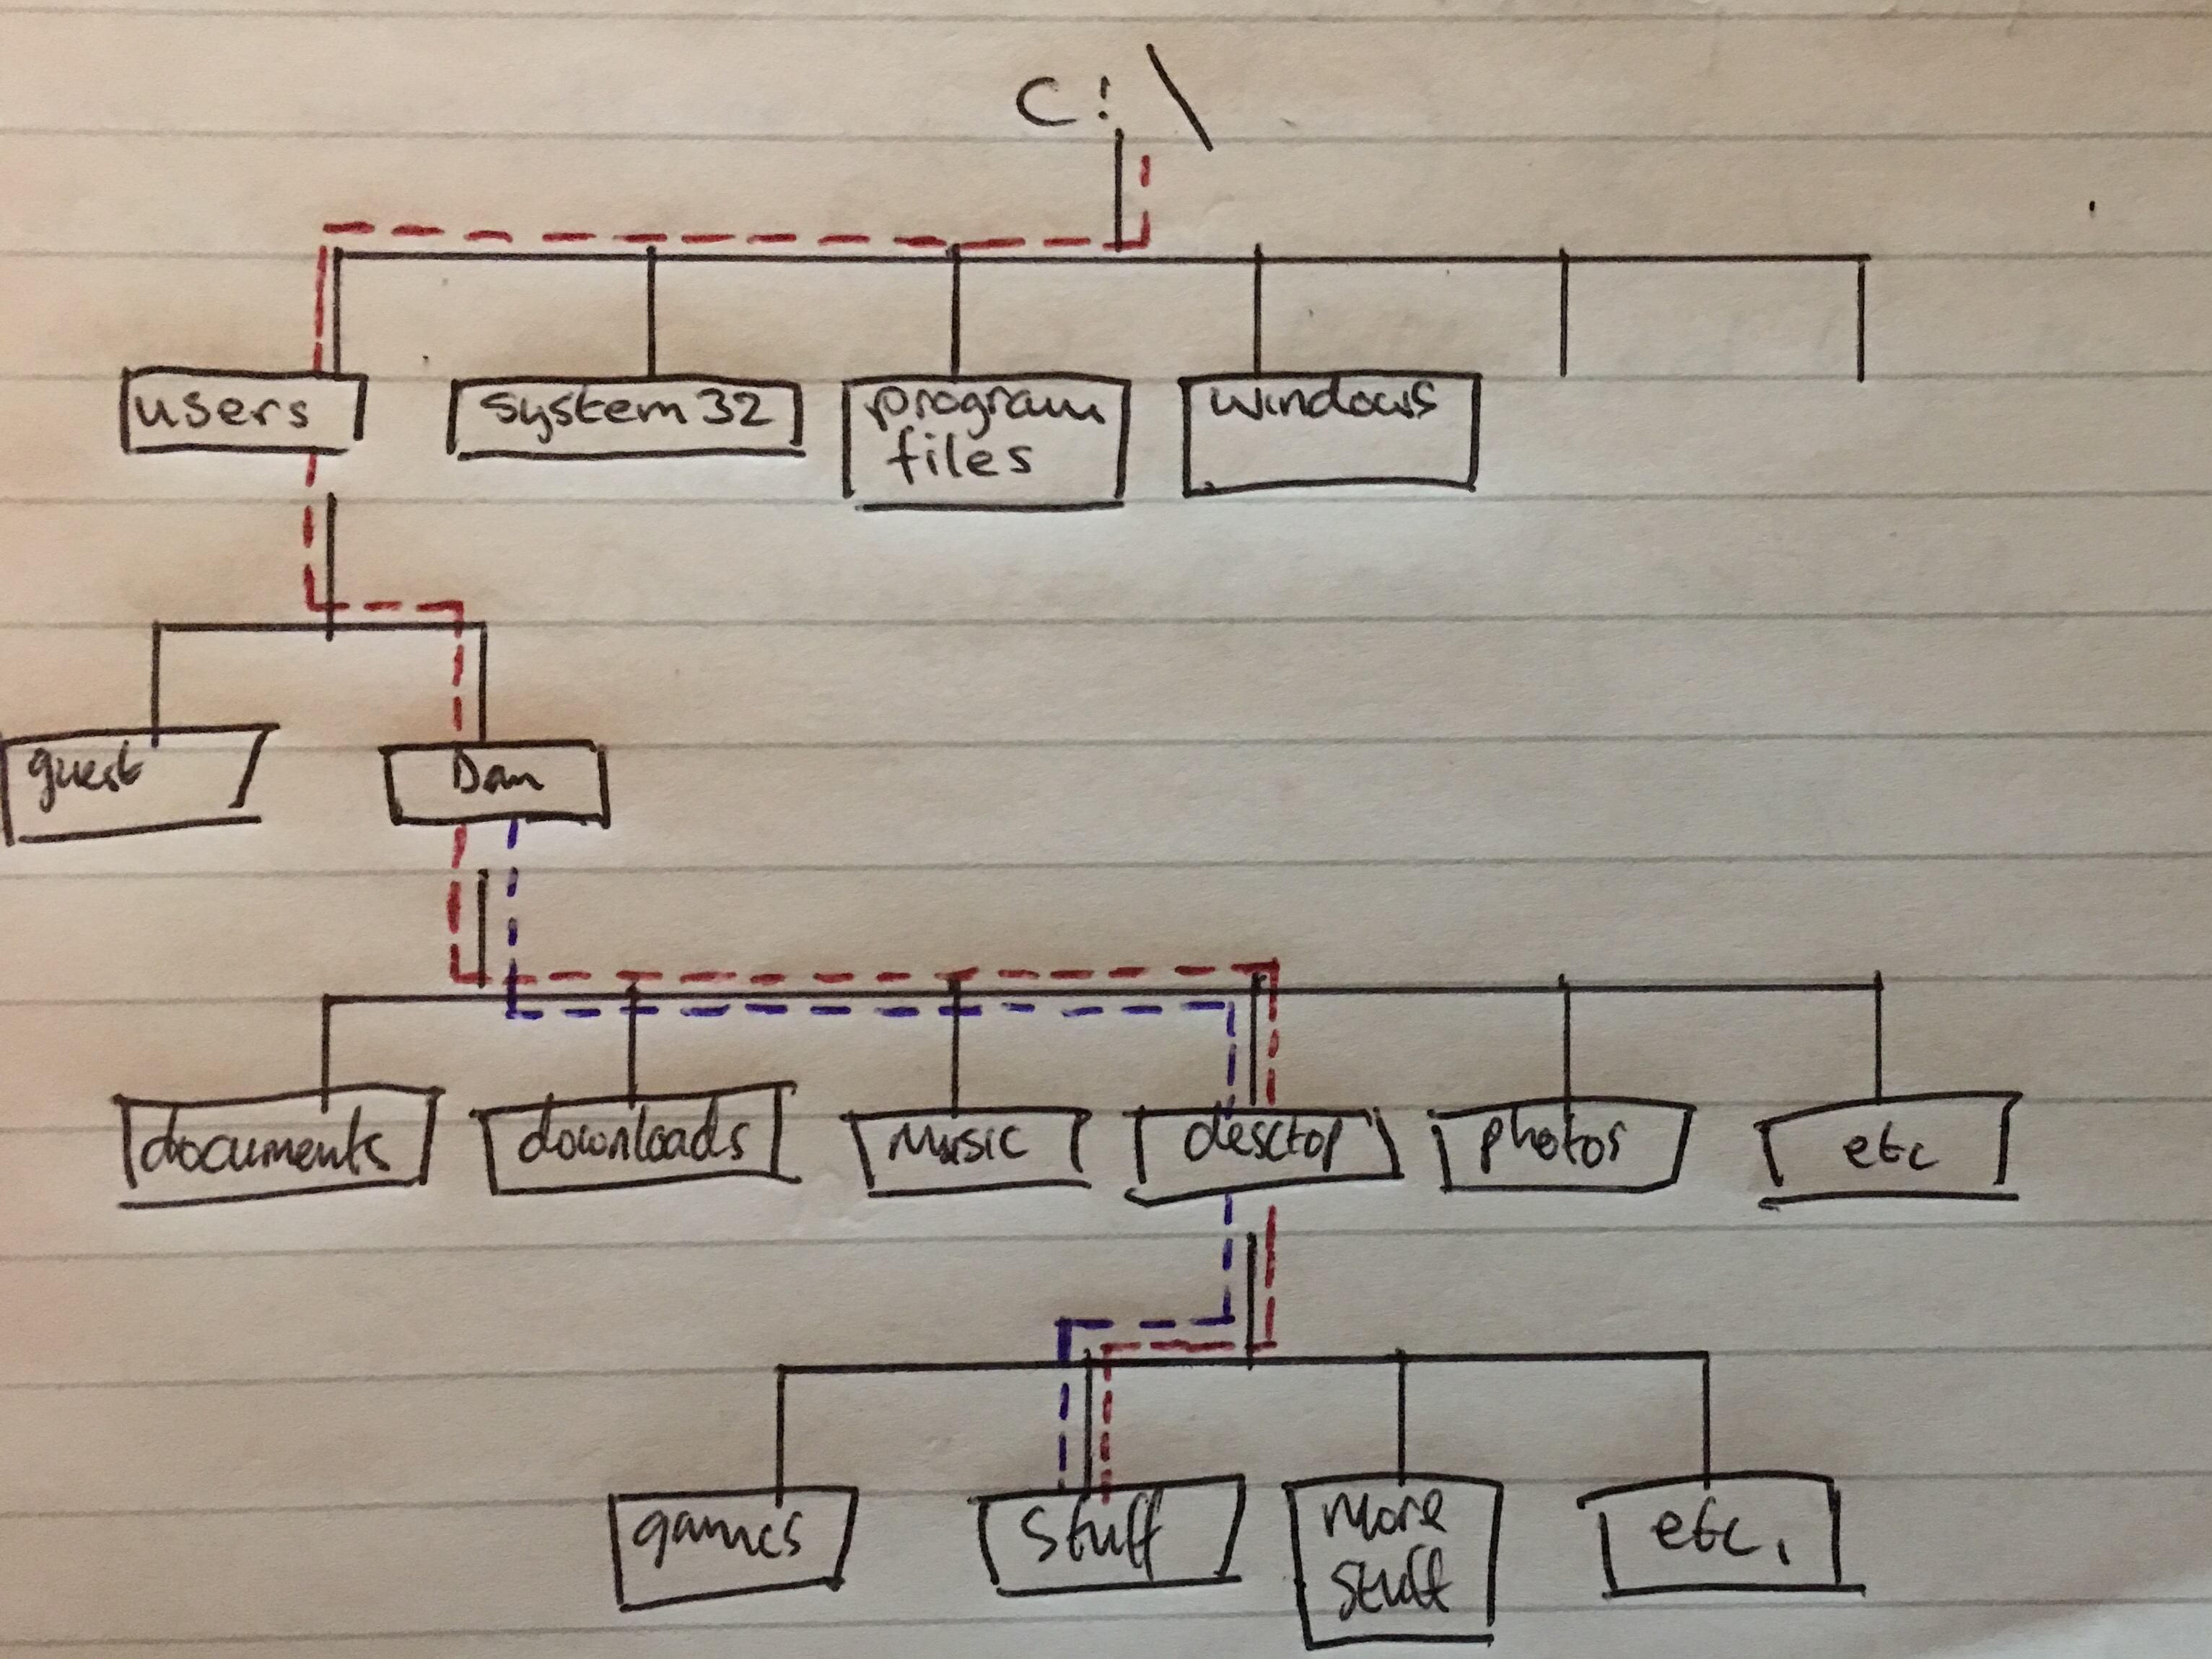 C:\
users
system32
program
files
windows
guest
Dan
documents
downloads
Music
desctop
photos
etc
games
stuff
more
stuff
etc.